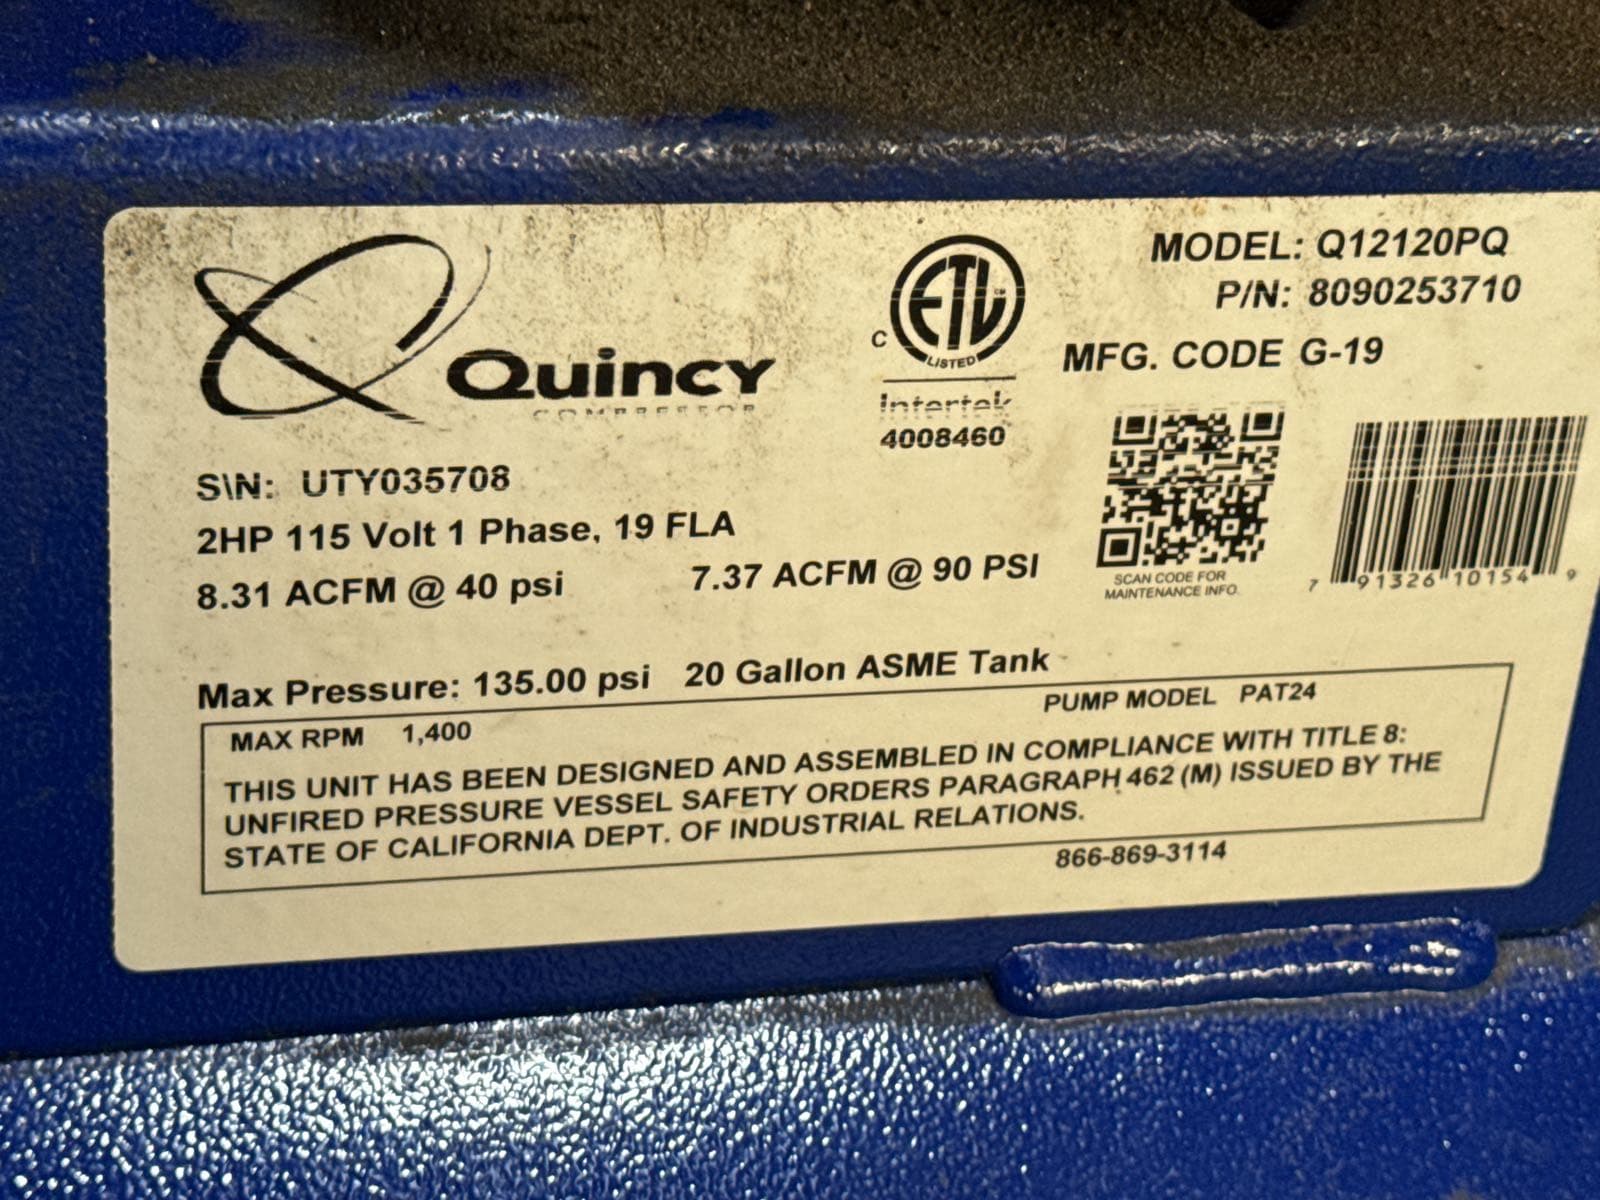 Quincy
COMPRESSOR
ETL
C
LISTED
Intertek
4008460
MODEL: Q12120PQ
P/N: 8090253710
MFG. CODE G-19
S\N: UTY035708
2HP 115 Volt 1 Phase, 19 FLA
8.31 ACFM @ 40 psi 7.37 ACFM @ 90 PSI
SCAN CODE FOR
MAINTENANCE INFO.
7 91326 10154 9
Max Pressure: 135.00 psi 20 Gallon ASME Tank
MAX RPM 1,400 PUMP MODEL PAT24
THIS UNIT HAS BEEN DESIGNED AND ASSEMBLED IN COMPLIANCE WITH TITLE 8:
UNFIRED PRESSURE VESSEL SAFETY ORDERS PARAGRAPH 462 (M) ISSUED BY THE
STATE OF CALIFORNIA DEPT. OF INDUSTRIAL RELATIONS.
866-869-3114